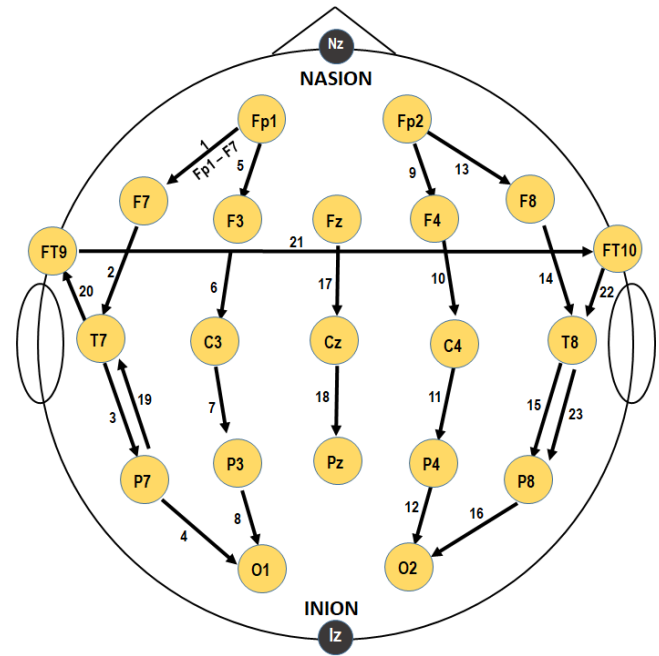 Nz
NASION
Fp1
Fp2
1
Fp1 – F7
5
9
13
F7
F3
Fz
F4
F8
FT9
21
FT10
2
6
17
10
14
22
20
T7
C3
Cz
C4
T8
3
19
7
18
11
15
23
P7
P3
Pz
P4
P8
4
8
12
16
O1
O2
INION
Iz